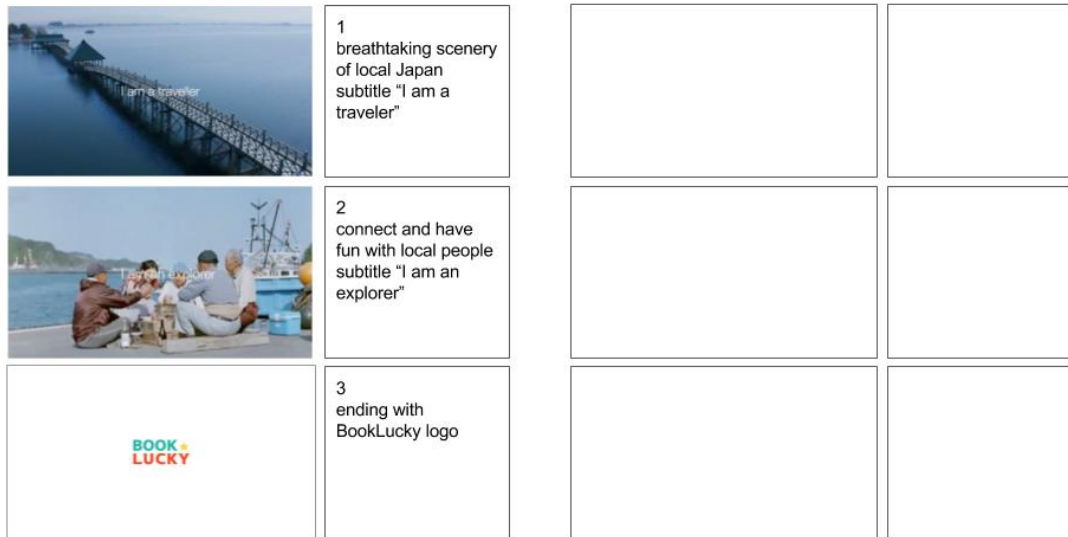 I am a traveller
1
breathtaking scenery
of local Japan
subtitle “I am a
traveler”
I am an explorer
2
connect and have
fun with local people
subtitle “I am an
explorer”
BOOK
LUCKY
3
ending with
BookLucky logo